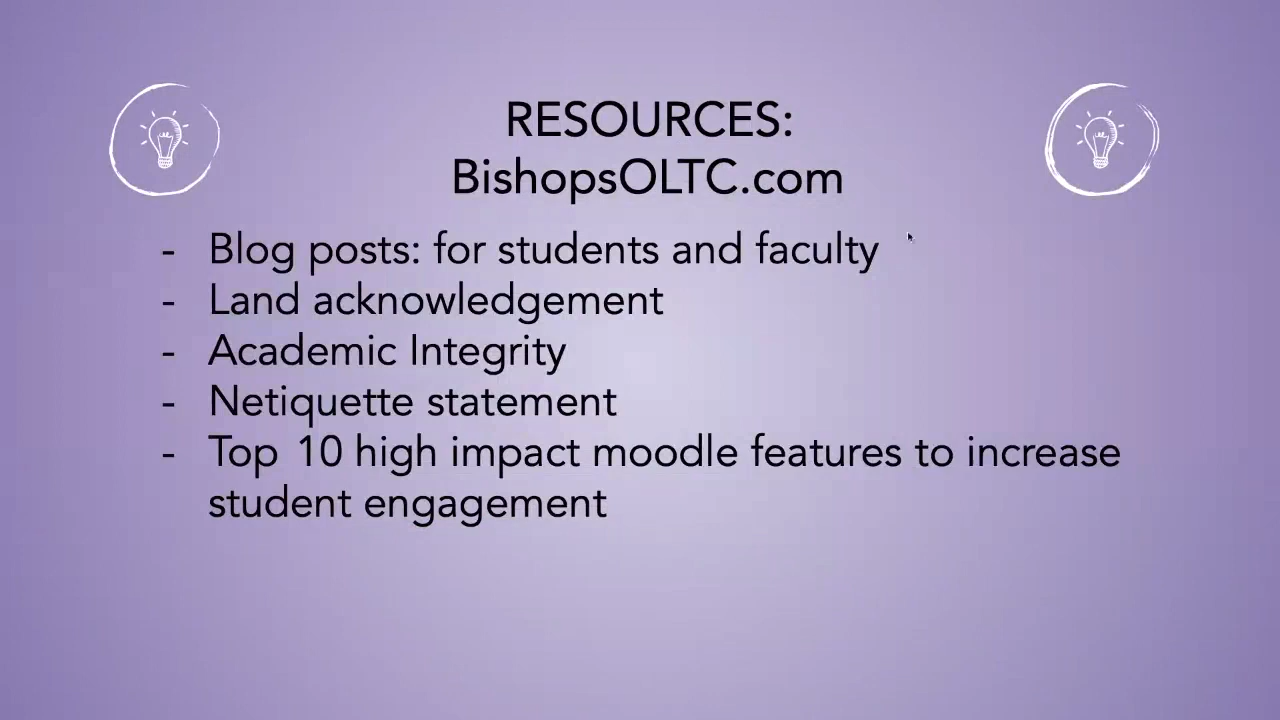 RESOURCES:
BishopsOLTC.com
- Blog posts: for students and faculty
- Land acknowledgement
- Academic Integrity
- Netiquette statement
- Top 10 high impact moodle features to increase
student engagement